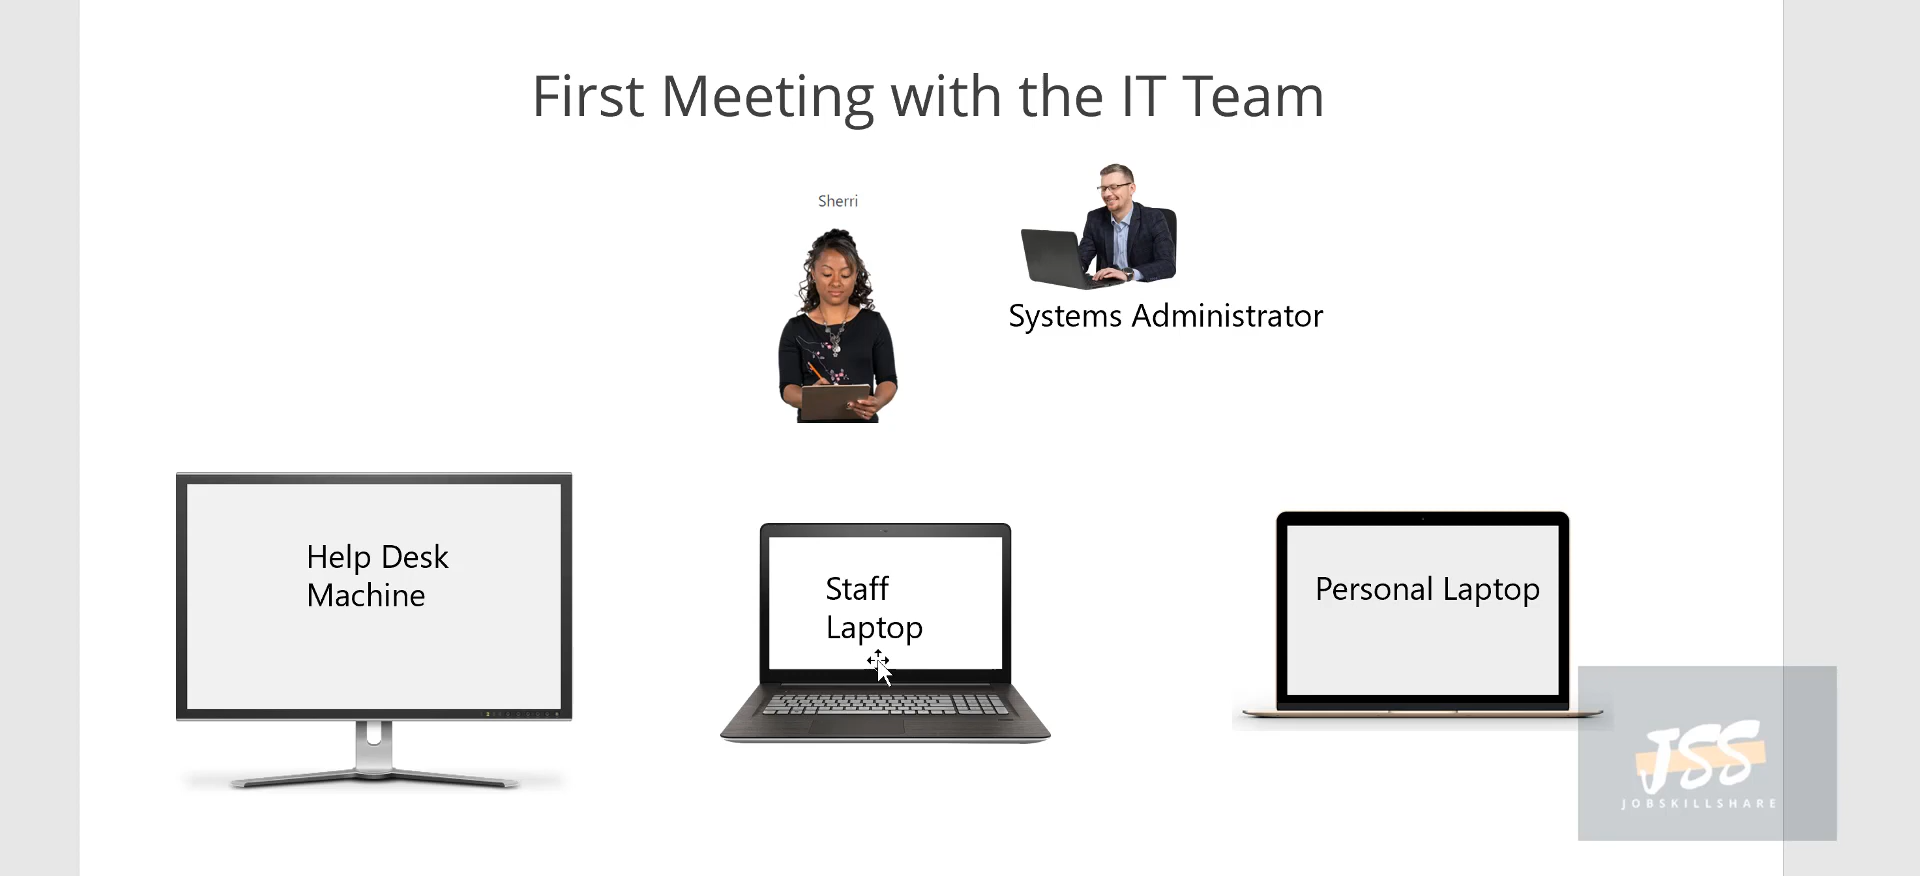 First Meeting with the IT Team
Sherri
Systems Administrator
Help Desk
Machine
Staff
Laptop
Personal Laptop
JSS
JOBSKILLSHARE